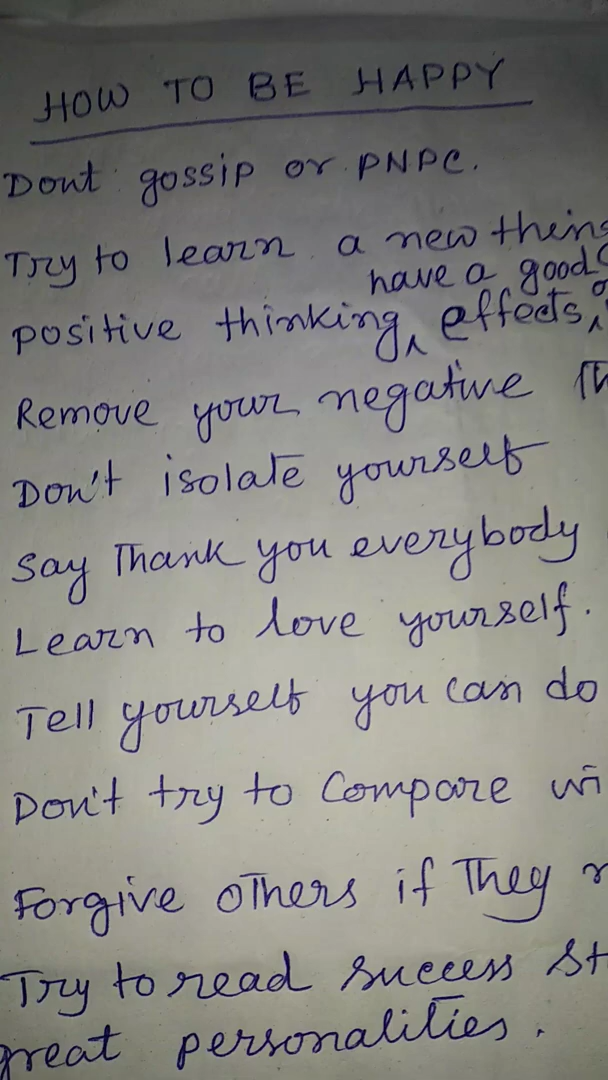 HOW TO BE HAPPY
Dont gossip or PNPC.
Try to learn a new
have a good
positive thinking effects,
Remove your negative
Don't isolate yourself
Say Thank you everybody
Learn to love yourself.
Tell yourself you can do
Don't try to Compare
Forgive others if They
Try to read success
great personalities.